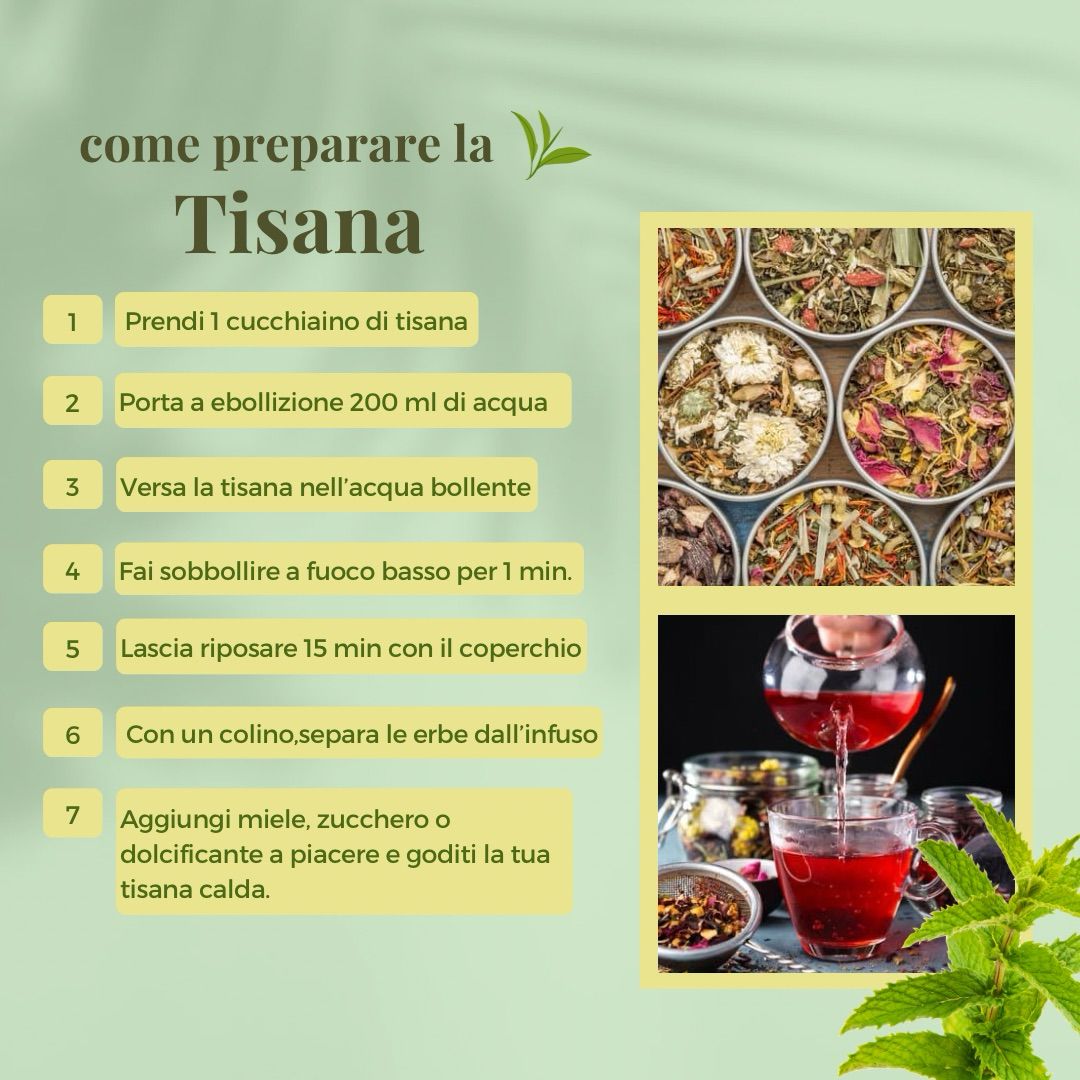 come preparare la
Tisana
1 Prendi 1 cucchiaino di tisana
2 Porta a ebollizione 200 ml di acqua
3 Versa la tisana nell'acqua bollente
4 Fai sobbollire a fuoco basso per 1 min.
5 Lascia riposare 15 min con il coperchio
6 Con un colino,separa le erbe dall'infuso
7 Aggiungi miele, zucchero o
dolcificante a piacere e goditi la tua
tisana calda.